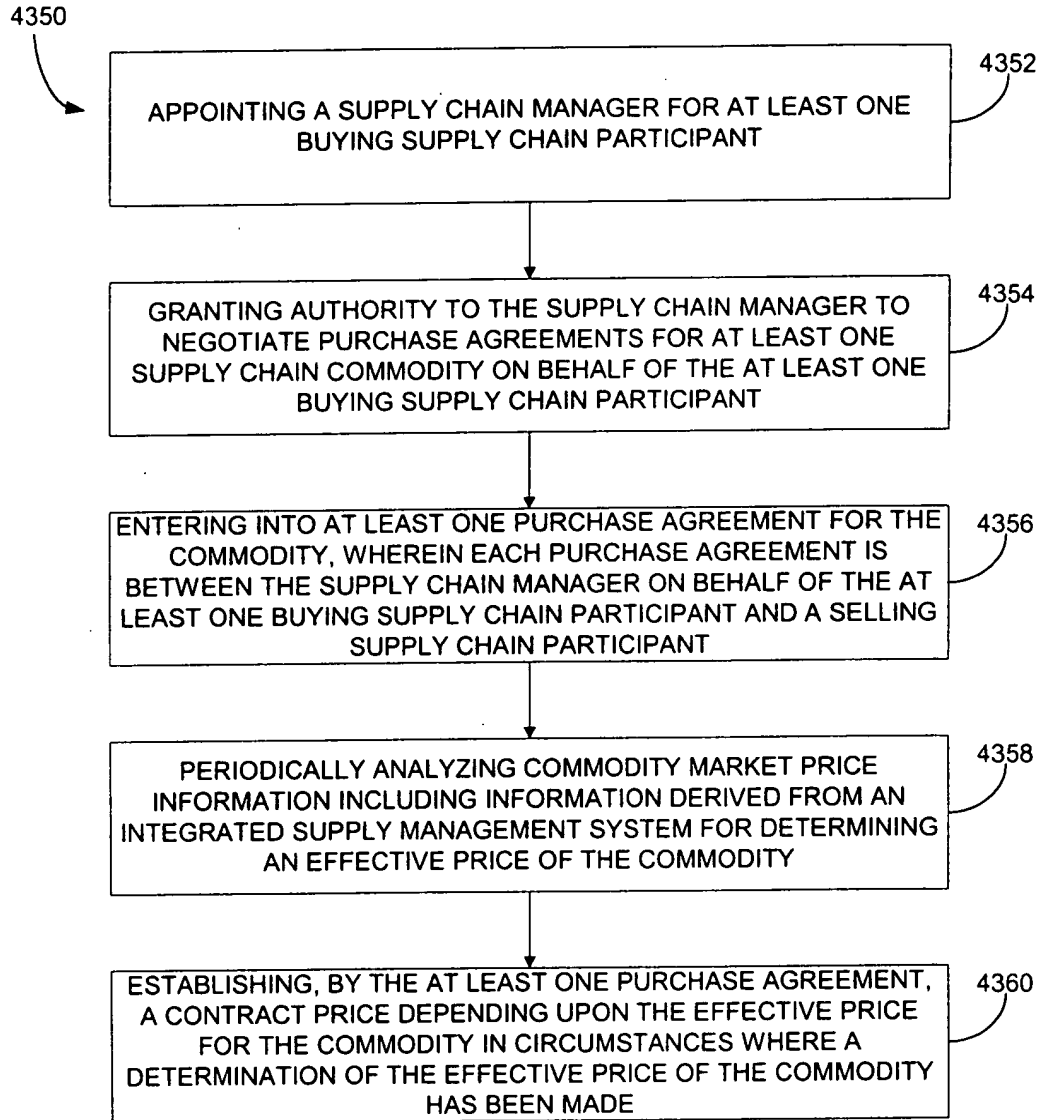 4350
4352
APPOINTING A SUPPLY CHAIN MANAGER FOR AT LEAST ONE
BUYING SUPPLY CHAIN PARTICIPANT
4354
GRANTING AUTHORITY TO THE SUPPLY CHAIN MANAGER TO
NEGOTIATE PURCHASE AGREEMENTS FOR AT LEAST ONE
SUPPLY CHAIN COMMODITY ON BEHALF OF THE AT LEAST ONE
BUYING SUPPLY CHAIN PARTICIPANT
4356
ENTERING INTO AT LEAST ONE PURCHASE AGREEMENT FOR THE
COMMODITY, WHEREIN EACH PURCHASE AGREEMENT IS
BETWEEN THE SUPPLY CHAIN MANAGER ON BEHALF OF THE AT
LEAST ONE BUYING SUPPLY CHAIN PARTICIPANT AND A SELLING
SUPPLY CHAIN PARTICIPANT
4358
PERIODICALLY ANALYZING COMMODITY MARKET PRICE
INFORMATION INCLUDING INFORMATION DERIVED FROM AN
INTEGRATED SUPPLY MANAGEMENT SYSTEM FOR DETERMINING
AN EFFECTIVE PRICE OF THE COMMODITY
4360
ESTABLISHING, BY THE AT LEAST ONE PURCHASE AGREEMENT,
A CONTRACT PRICE DEPENDING UPON THE EFFECTIVE PRICE
FOR THE COMMODITY IN CIRCUMSTANCES WHERE A
DETERMINATION OF THE EFFECTIVE PRICE OF THE COMMODITY
HAS BEEN MADE